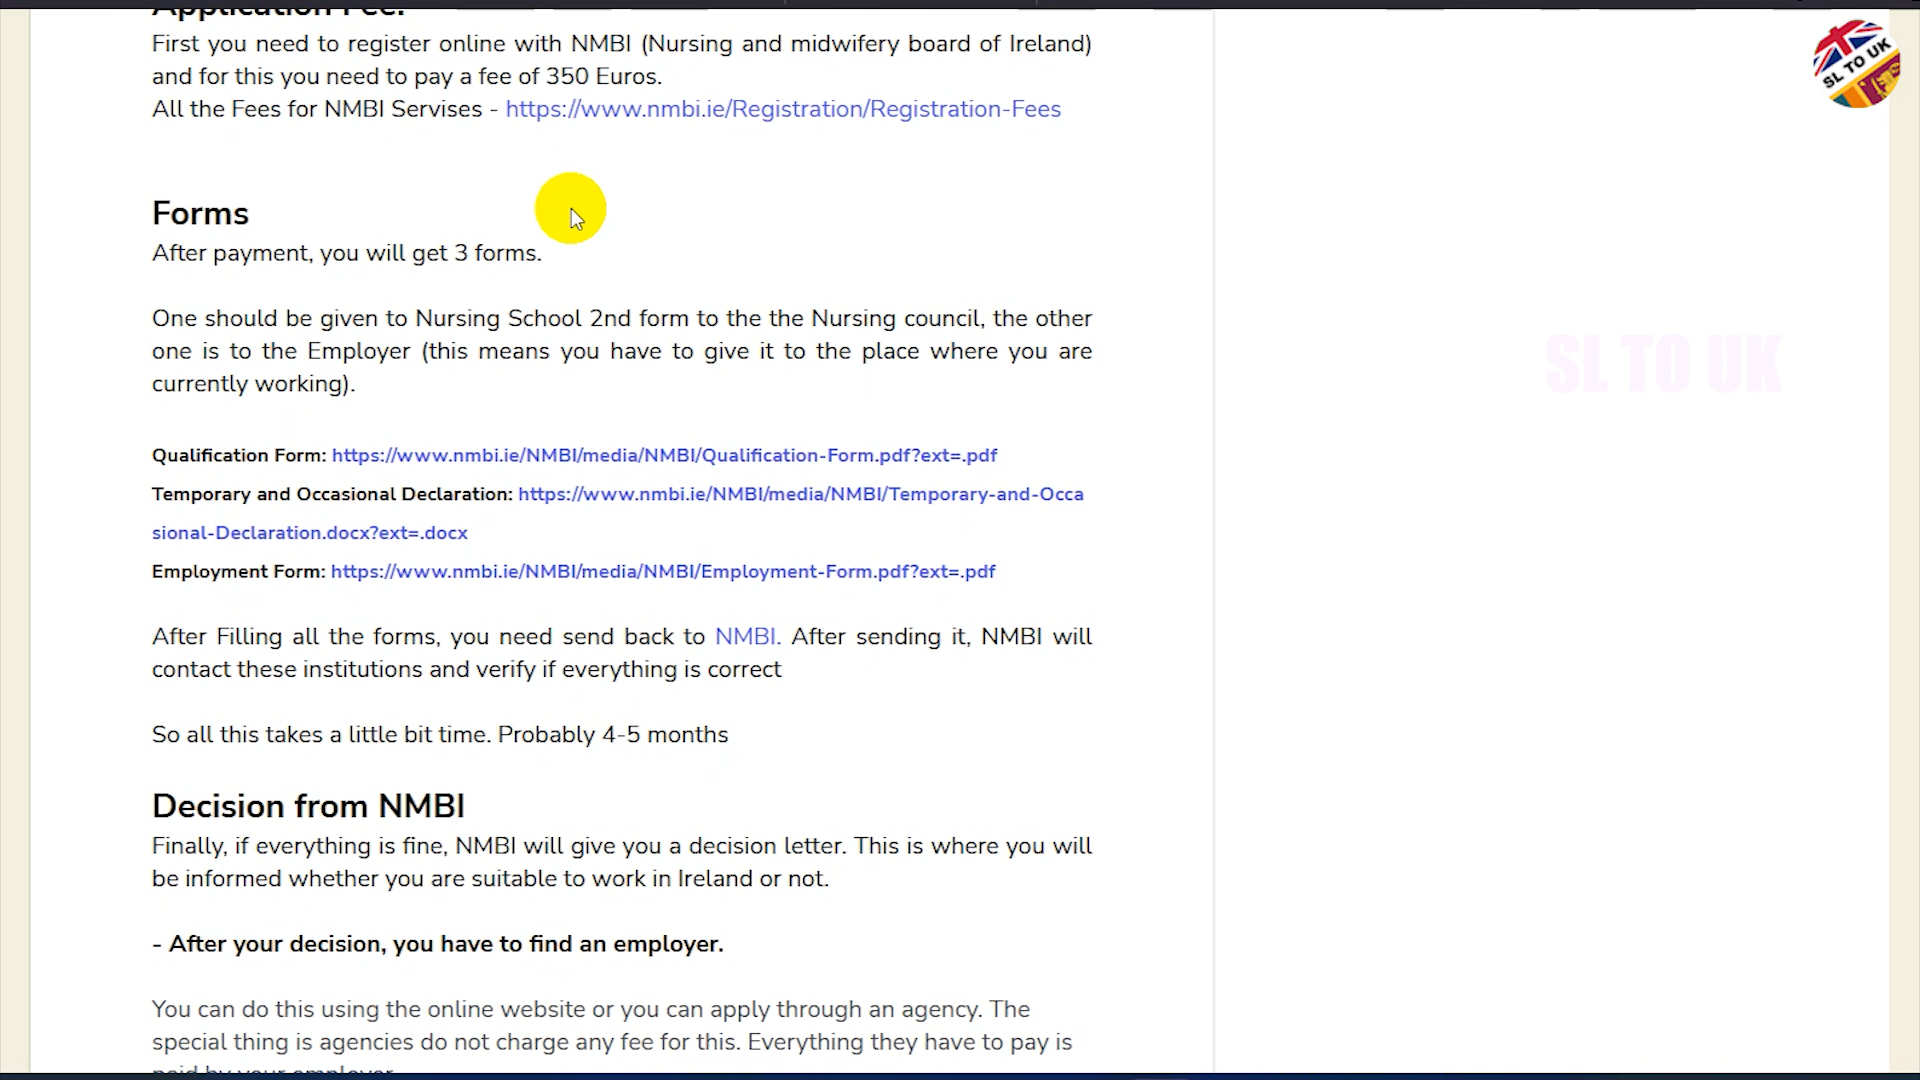 Application Fee:
First you need to register online with NMBI (Nursing and midwifery board of Ireland)
and for this you need to pay a fee of 350 Euros.
All the Fees for NMBI Servises - https://www.nmbi.ie/Registration/Registration-Fees
SL TO UK
Forms
After payment, you will get 3 forms.
One should be given to Nursing School 2nd form to the the Nursing council, the other
one is to the Employer (this means you have to give it to the place where you are
currently working).
SL TO UK
Qualification Form: https://www.nmbi.ie/NMBI/media/NMBI/Qualification-Form.pdf?ext=.pdf
Temporary and Occasional Declaration: https://www.nmbi.ie/NMBI/media/NMBI/Temporary-and-Occa
sional-Declaration.docx?ext=.docx
Employment Form: https://www.nmbi.ie/NMBI/media/NMBI/Employment-Form.pdf?ext=.pdf
After Filling all the forms, you need send back to NMBI. After sending it, NMBI will
contact these institutions and verify if everything is correct
So all this takes a little bit time. Probably 4-5 months
Decision from NMBI
Finally, if everything is fine, NMBI will give you a decision letter. This is where you will
be informed whether you are suitable to work in Ireland or not.
- After your decision, you have to find an employer.
You can do this using the online website or you can apply through an agency. The
special thing is agencies do not charge any fee for this. Everything they have to pay is
paid by your employer